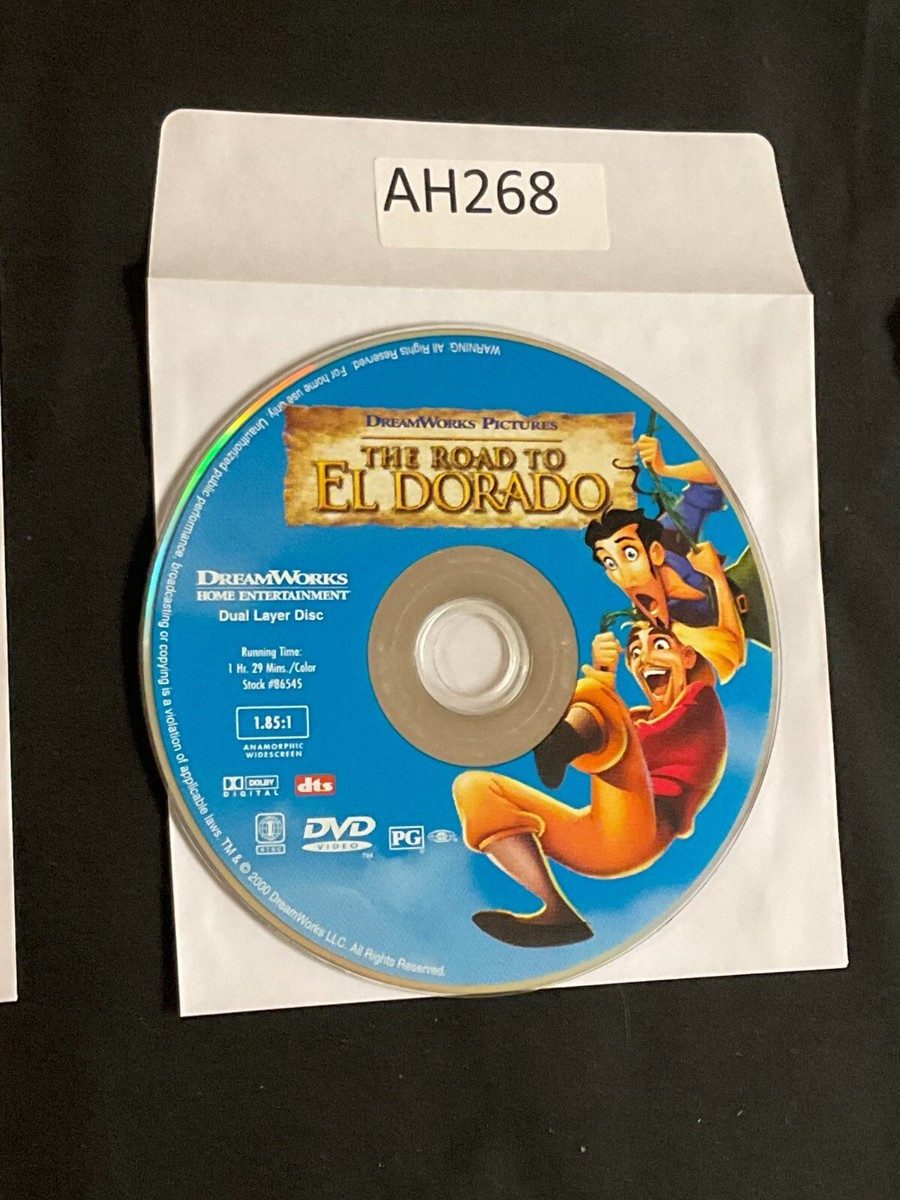 AH268
WARNING: All Rights Reserved. For home use only. Unauthorized public performance, broadcasting or copying is a violation of applicable laws. TM & © 2000 DreamWorks LLC. All Rights Reserved.
DREAMWORKS PICTURES
THE ROAD TO
EL DORADO
DREAMWORKS
HOME ENTERTAINMENT
Dual Layer Disc
Running Time:
1 Hr. 29 Mins./Color
Stock #86545
1.85:1
ANAMORPHIC
WIDESCREEN
DOLBY
DIGITAL
dts
1
NTSC
DVD
VIDEO
TM
PG